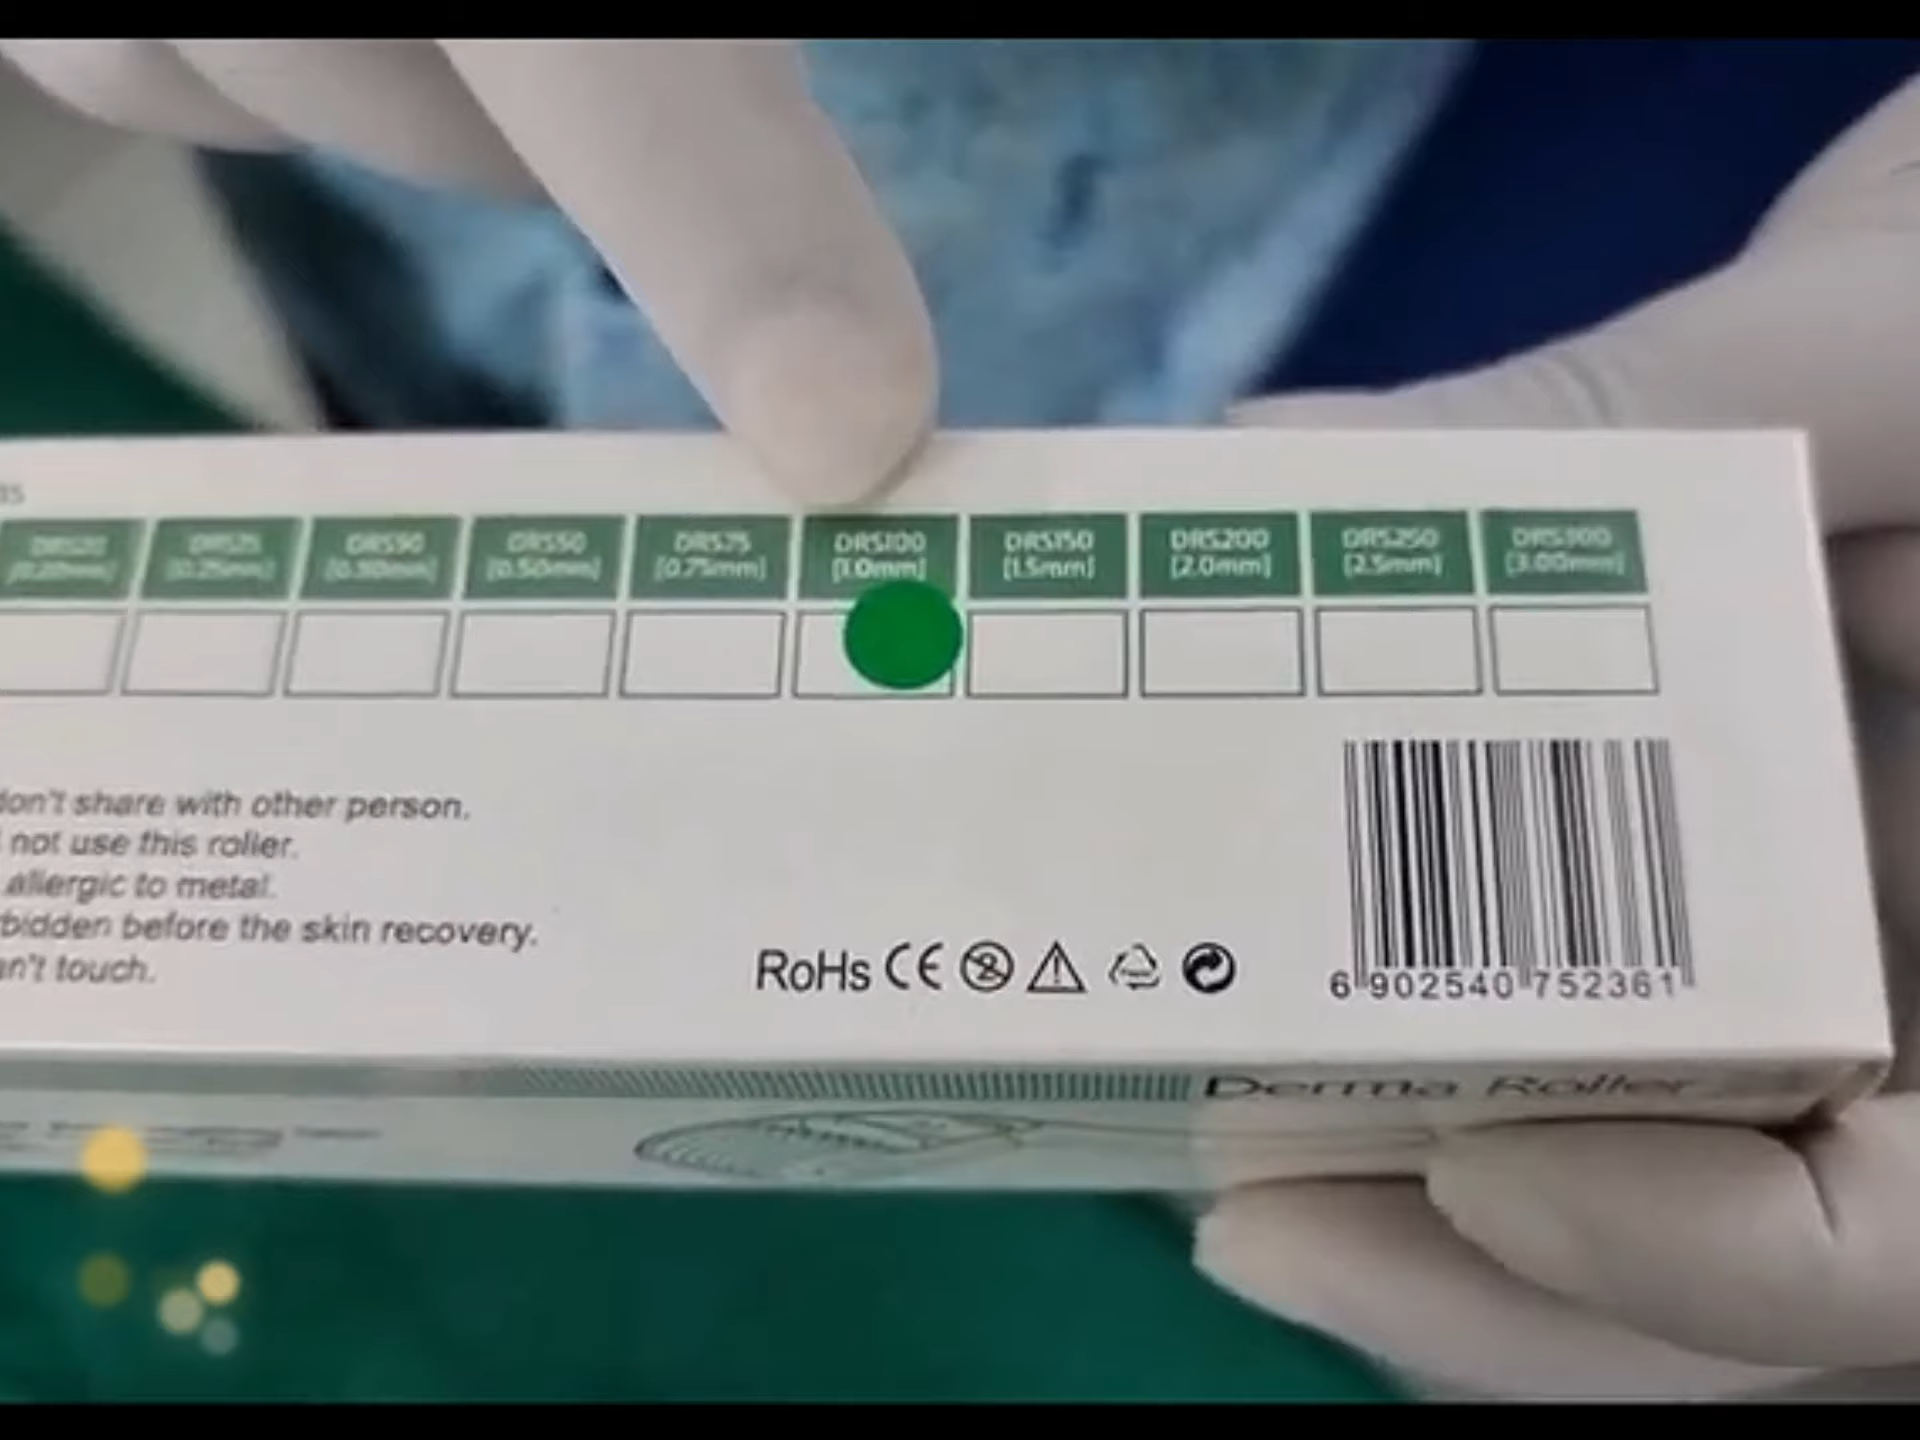 DRS20 DRS25 DRS30 DRS50 DRS75 DRS100 DRS150 DRS200 DRS250 DRS300
[0.20mm] [0.25mm] [0.30mm] [0.50mm] [0.75mm] [1.0mm] [1.5mm] [2.0mm] [2.5mm] [3.00mm]
don't share with other person.
not use this roller.
allergic to metal.
bidden before the skin recovery.
an't touch.
RoHs CE
6 902540 752361
Derma Roller